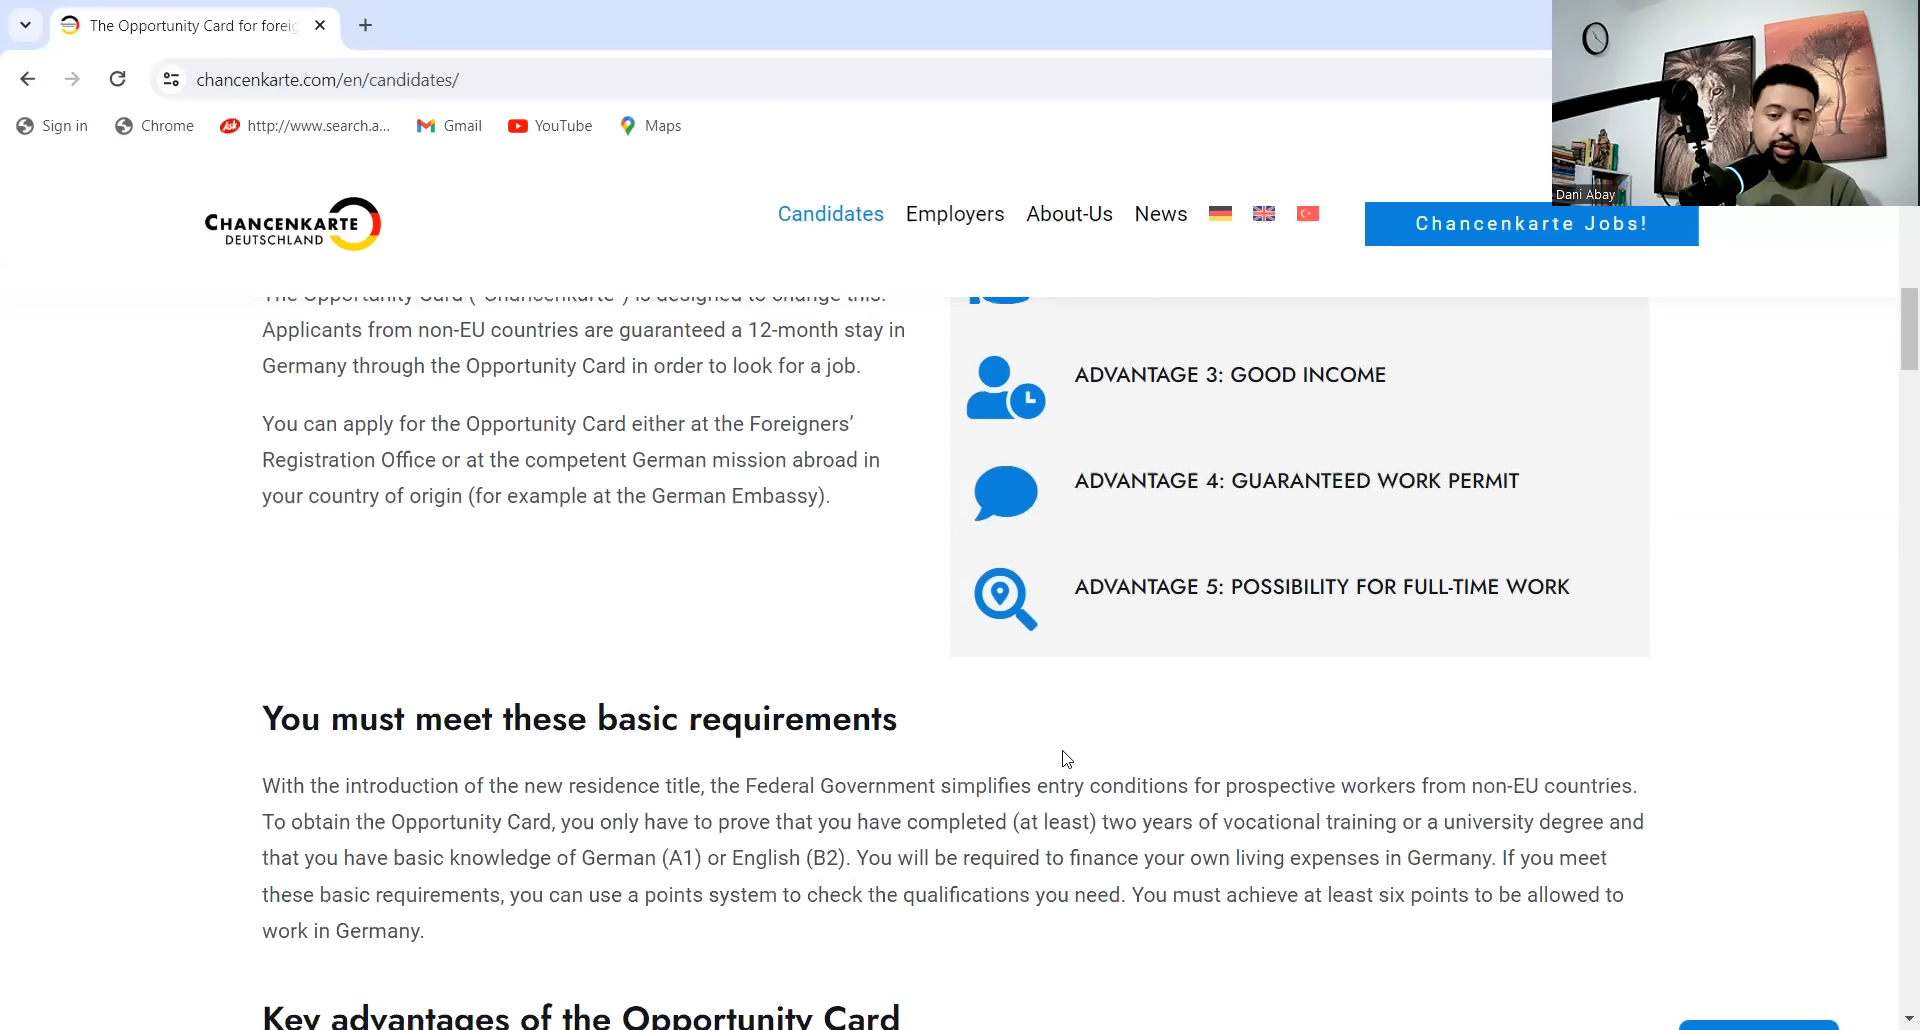 The Opportunity Card for foreig
chancenkarte.com/en/candidates/
Sign in
Chrome
Ask
http://www.search.a...
Gmail
YouTube
Maps
Dani Abay
CHANCENKARTE
DEUTSCHLAND
Candidates
Employers
About-Us
News
Chancenkarte Jobs!
The Opportunity Card ("Chancenkarte") is designed to change this.
Applicants from non-EU countries are guaranteed a 12-month stay in
Germany through the Opportunity Card in order to look for a job.
You can apply for the Opportunity Card either at the Foreigners’
Registration Office or at the competent German mission abroad in
your country of origin (for example at the German Embassy).
ADVANTAGE 3: GOOD INCOME
ADVANTAGE 4: GUARANTEED WORK PERMIT
ADVANTAGE 5: POSSIBILITY FOR FULL-TIME WORK
You must meet these basic requirements
With the introduction of the new residence title, the Federal Government simplifies entry conditions for prospective workers from non-EU countries.
To obtain the Opportunity Card, you only have to prove that you have completed (at least) two years of vocational training or a university degree and
that you have basic knowledge of German (A1) or English (B2). You will be required to finance your own living expenses in Germany. If you meet
these basic requirements, you can use a points system to check the qualifications you need. You must achieve at least six points to be allowed to
work in Germany.
Key advantages of the Opportunity Card